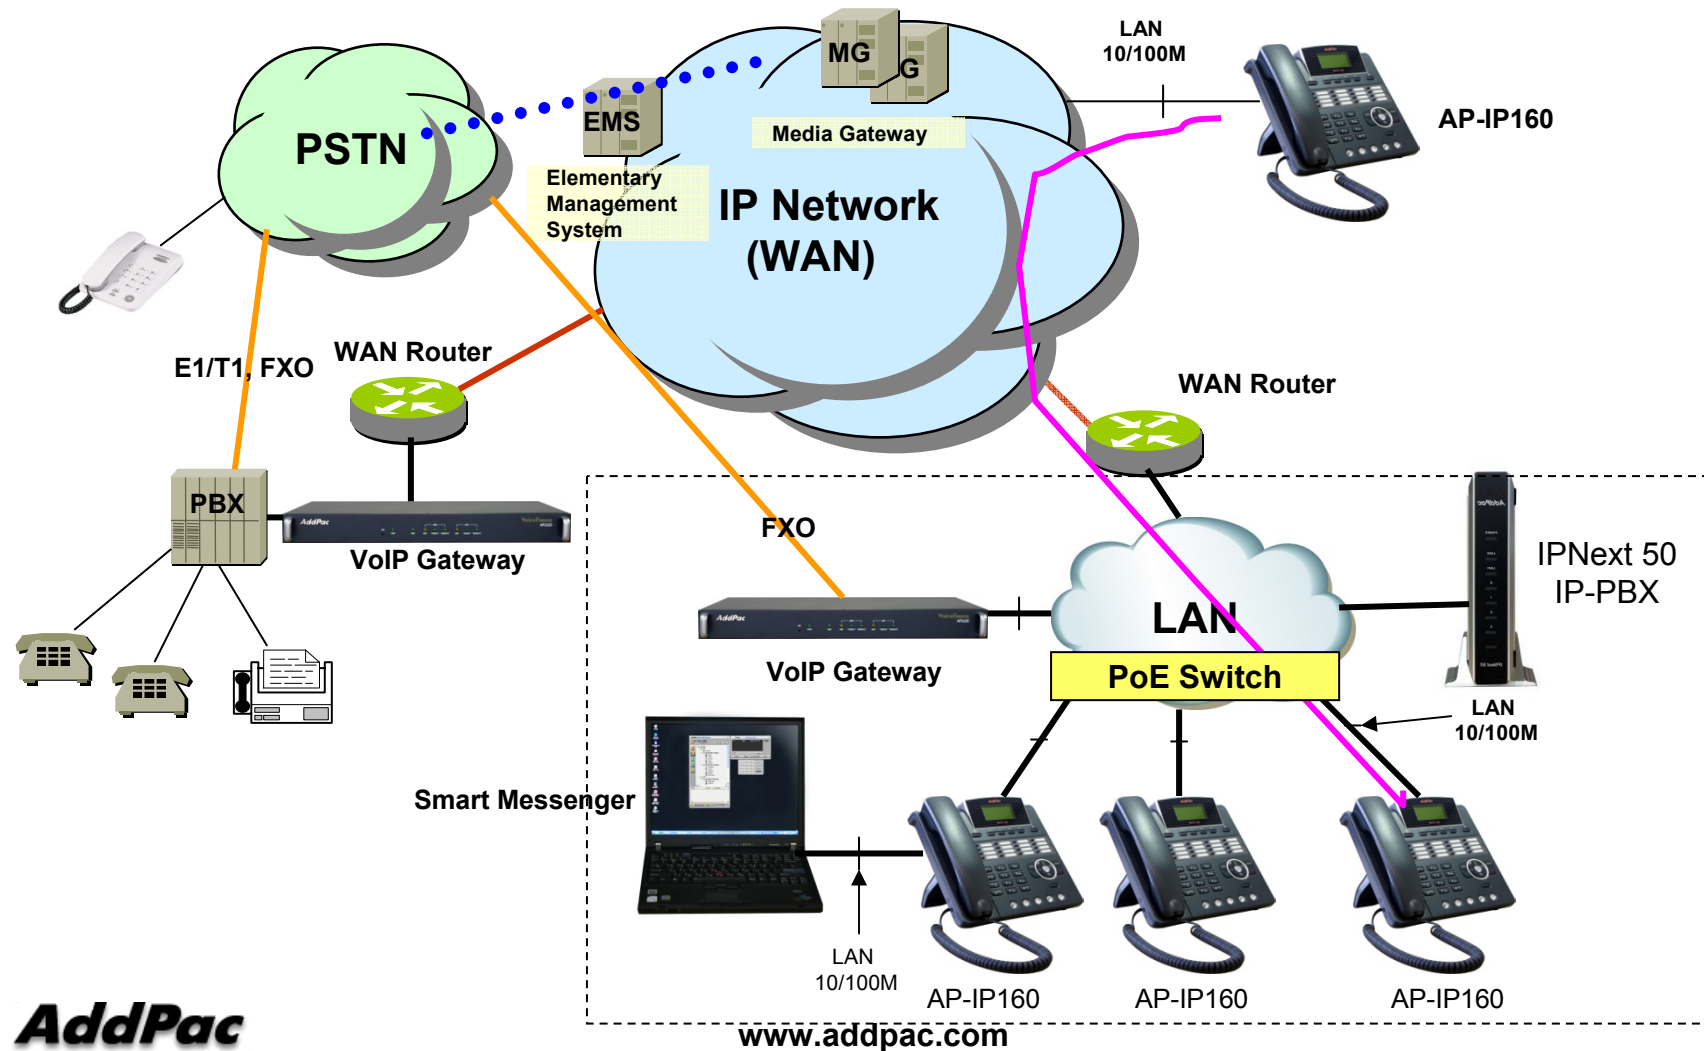 LAN
10/100M
MG
G
EMS
AP-IP160
PSTN
Media Gateway
Elementary
Management
System
IP Network
(WAN)
WAN Router
E1/T1, FXO
WAN Router
PBX
AddPac
VoIP Gateway
FXO
IPNext 50
IP-PBX
AddPac
LAN
VoIP Gateway
PoE Switch
LAN
10/100M
Smart Messenger
LAN
10/100M
AP-IP160
AP-IP160
AP-IP160
AddPac
www.addpac.com